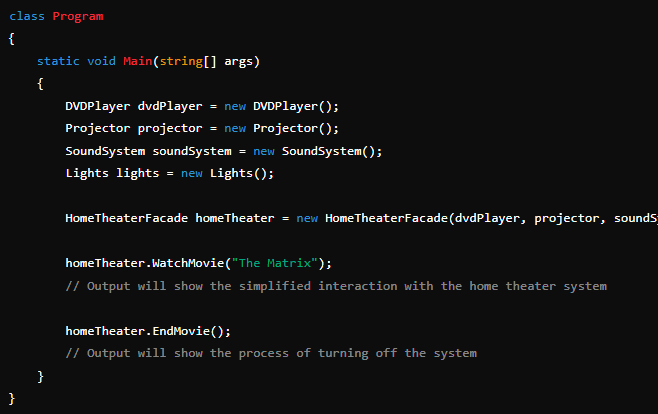 class Program
{
    static void Main(string[] args)
    {
        DVDPlayer dvdPlayer = new DVDPlayer();
        Projector projector = new Projector();
        SoundSystem soundSystem = new SoundSystem();
        Lights lights = new Lights();
        HomeTheaterFacade homeTheater = new HomeTheaterFacade(dvdPlayer, projector, soundSy
        homeTheater.WatchMovie("The Matrix");
        // Output will show the simplified interaction with the home theater system
        homeTheater.EndMovie();
        // Output will show the process of turning off the system
    }
}